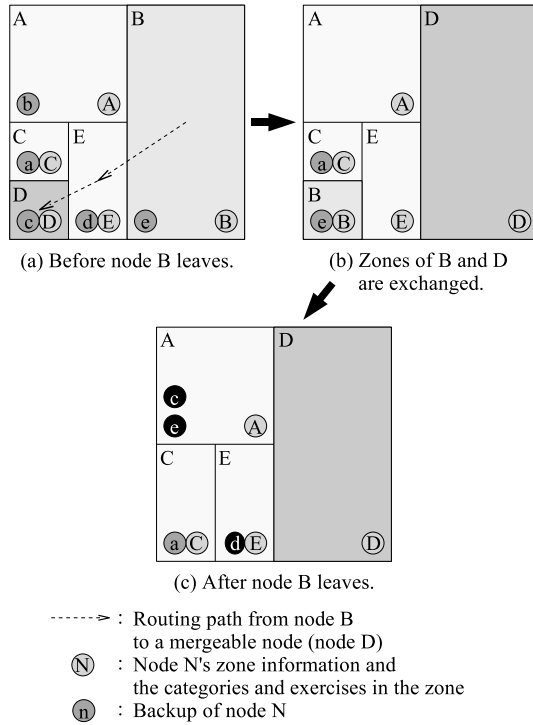 A B
b A
C E
a C
D
c D d E e B
(a) Before node B leaves.
A D
A
C E
a C
B
e B E D
(b) Zones of B and D
are exchanged.
A D
c
e A
C E
a C d E D
(c) After node B leaves.
: Routing path from node B
to a mergeable node (node D)
N : Node N's zone information and
the categories and exercises in the zone
n : Backup of node N